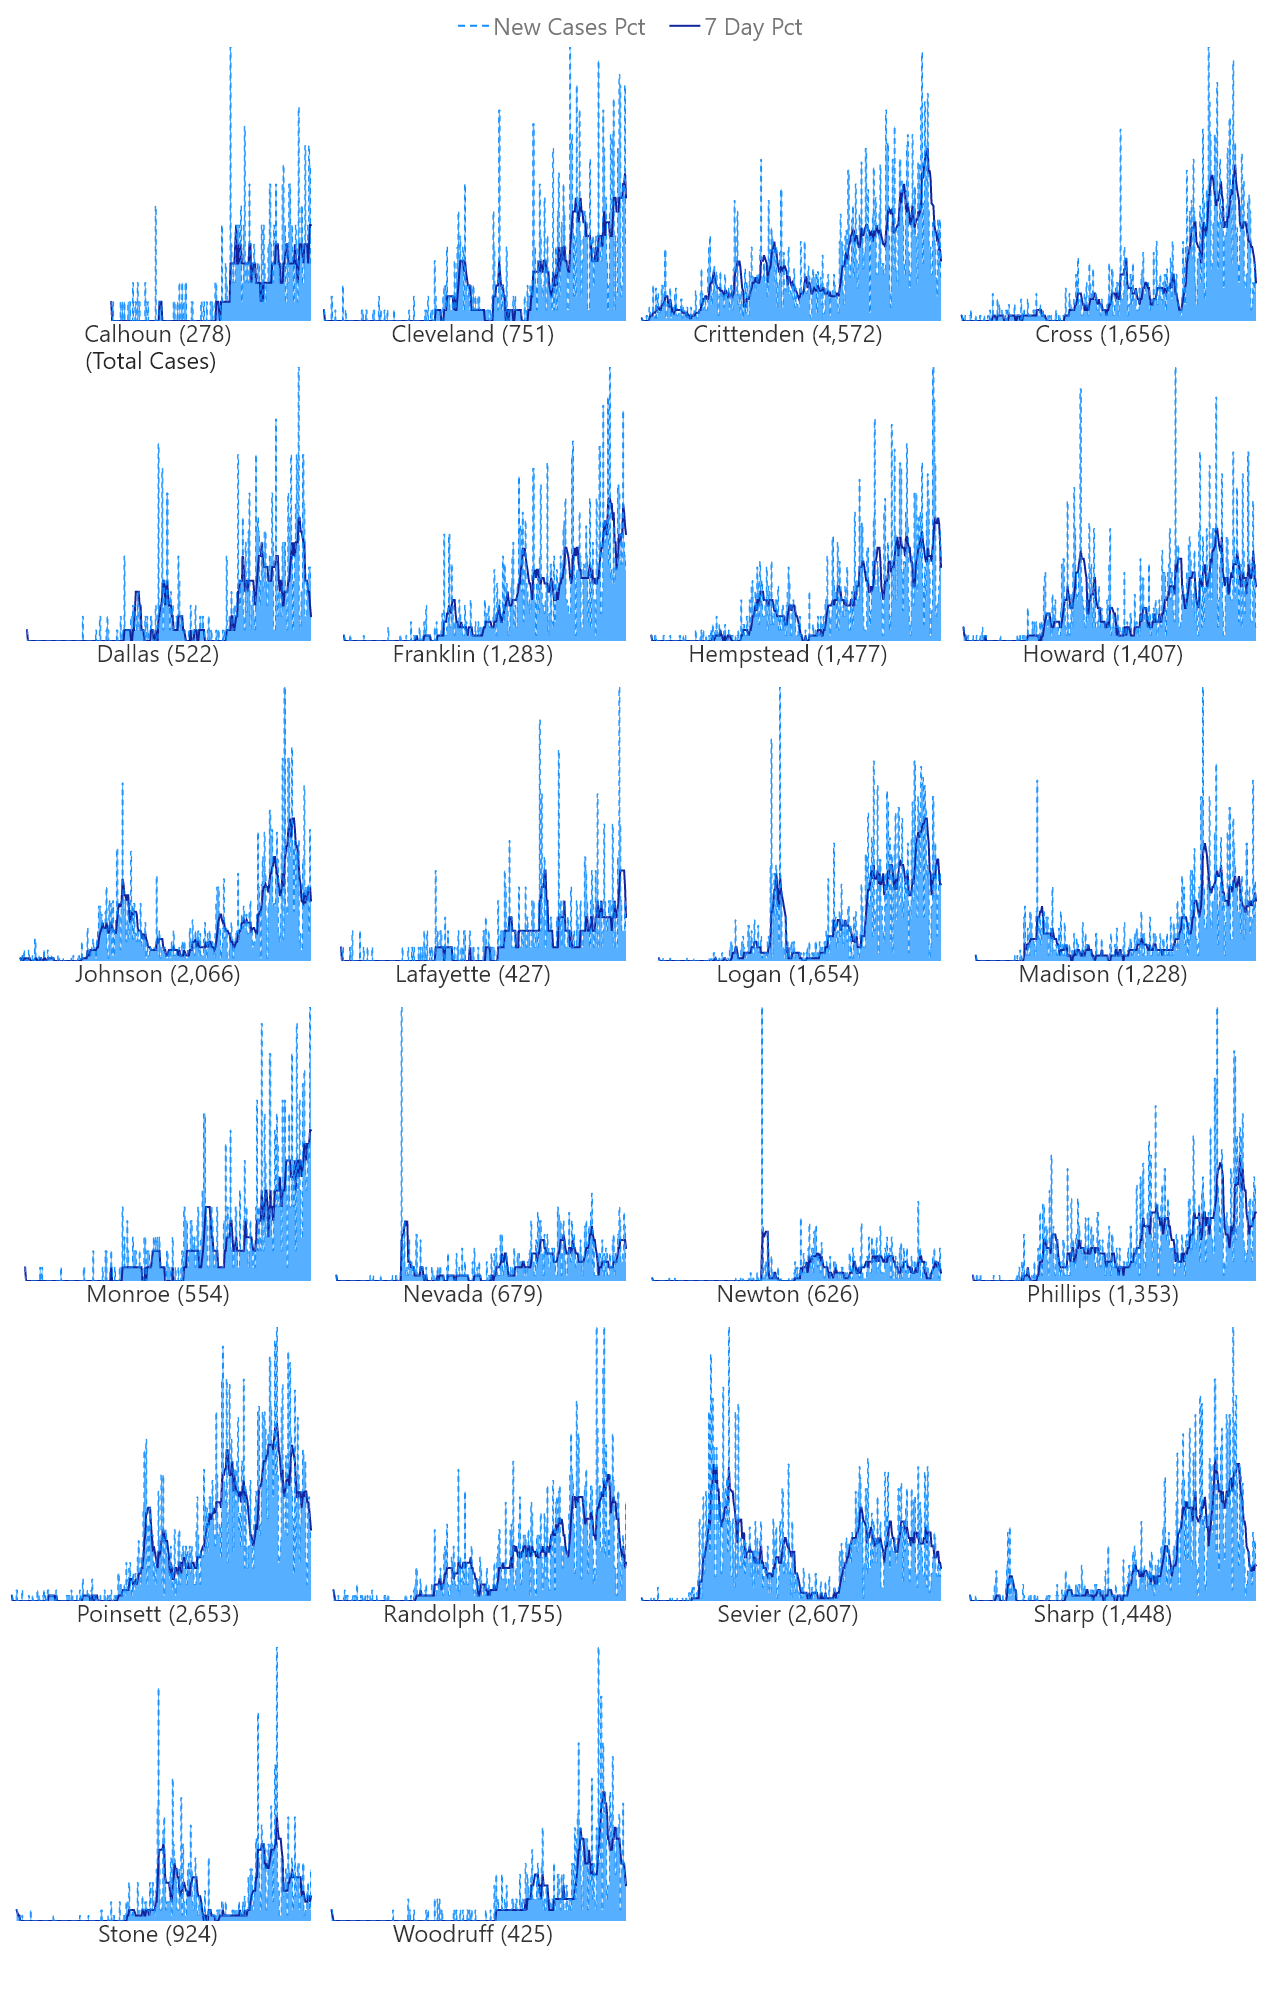 New Cases Pct 7 Day Pct
Calhoun (278) Cleveland (751) Crittenden (4,572) Cross (1,656)
(Total Cases)
Dallas (522) Franklin (1,283) Hempstead (1,477) Howard (1,407)
Johnson (2,066) Lafayette (427) Logan (1,654) Madison (1,228)
Monroe (554) Nevada (679) Newton (626) Phillips (1,353)
Poinsett (2,653) Randolph (1,755) Sevier (2,607) Sharp (1,448)
Stone (924) Woodruff (425)